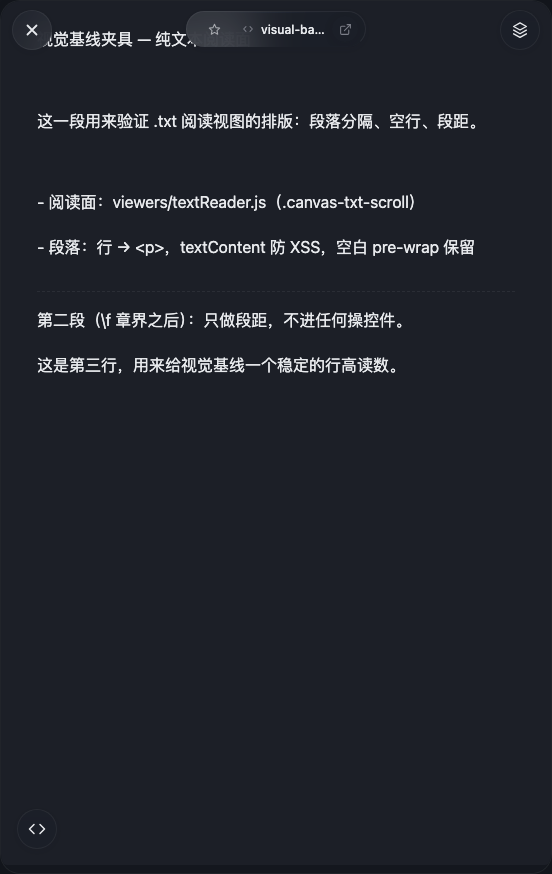 visual-ba...
觉基线夹具 — 纯文
这一段用来验证 .txt 阅读视图的排版：段落分隔、空行、段距。
- 阅读面：viewers/textReader.js（.canvas-txt-scroll）
- 段落：行 → <p>，textContent 防 XSS，空白 pre-wrap 保留
第二段（\f 章界之后）：只做段距，不进任何操控件。
这是第三行，用来给视觉基线一个稳定的行高读数。